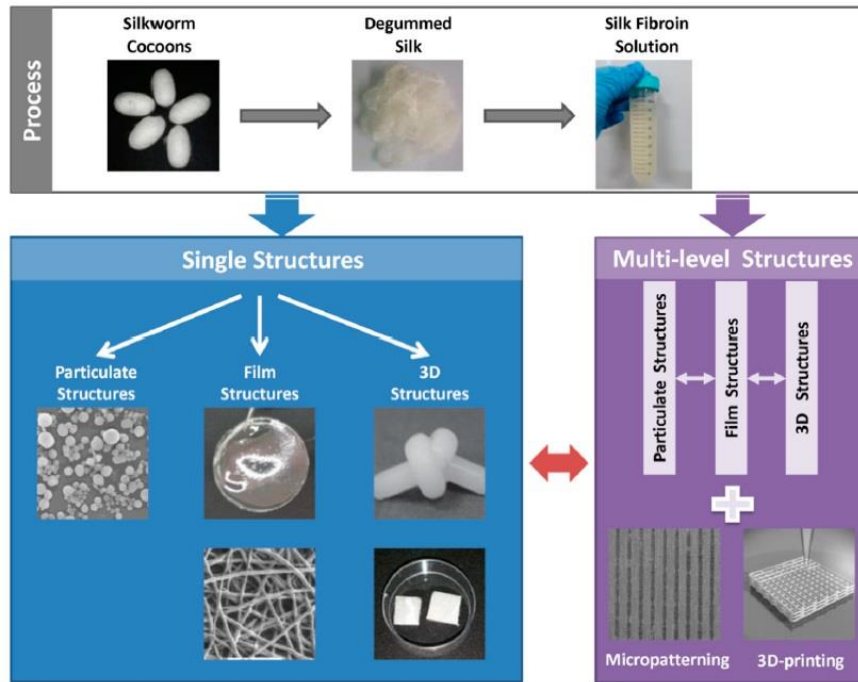 Process
Silkworm
Cocoons
Degummed
Silk
Silk Fibroin
Solution
Single Structures
Particulate
Structures
Film
Structures
3D
Structures
Multi-level Structures
Particulate Structures
Film Structures
3D Structures
Micropatterning
3D-printing